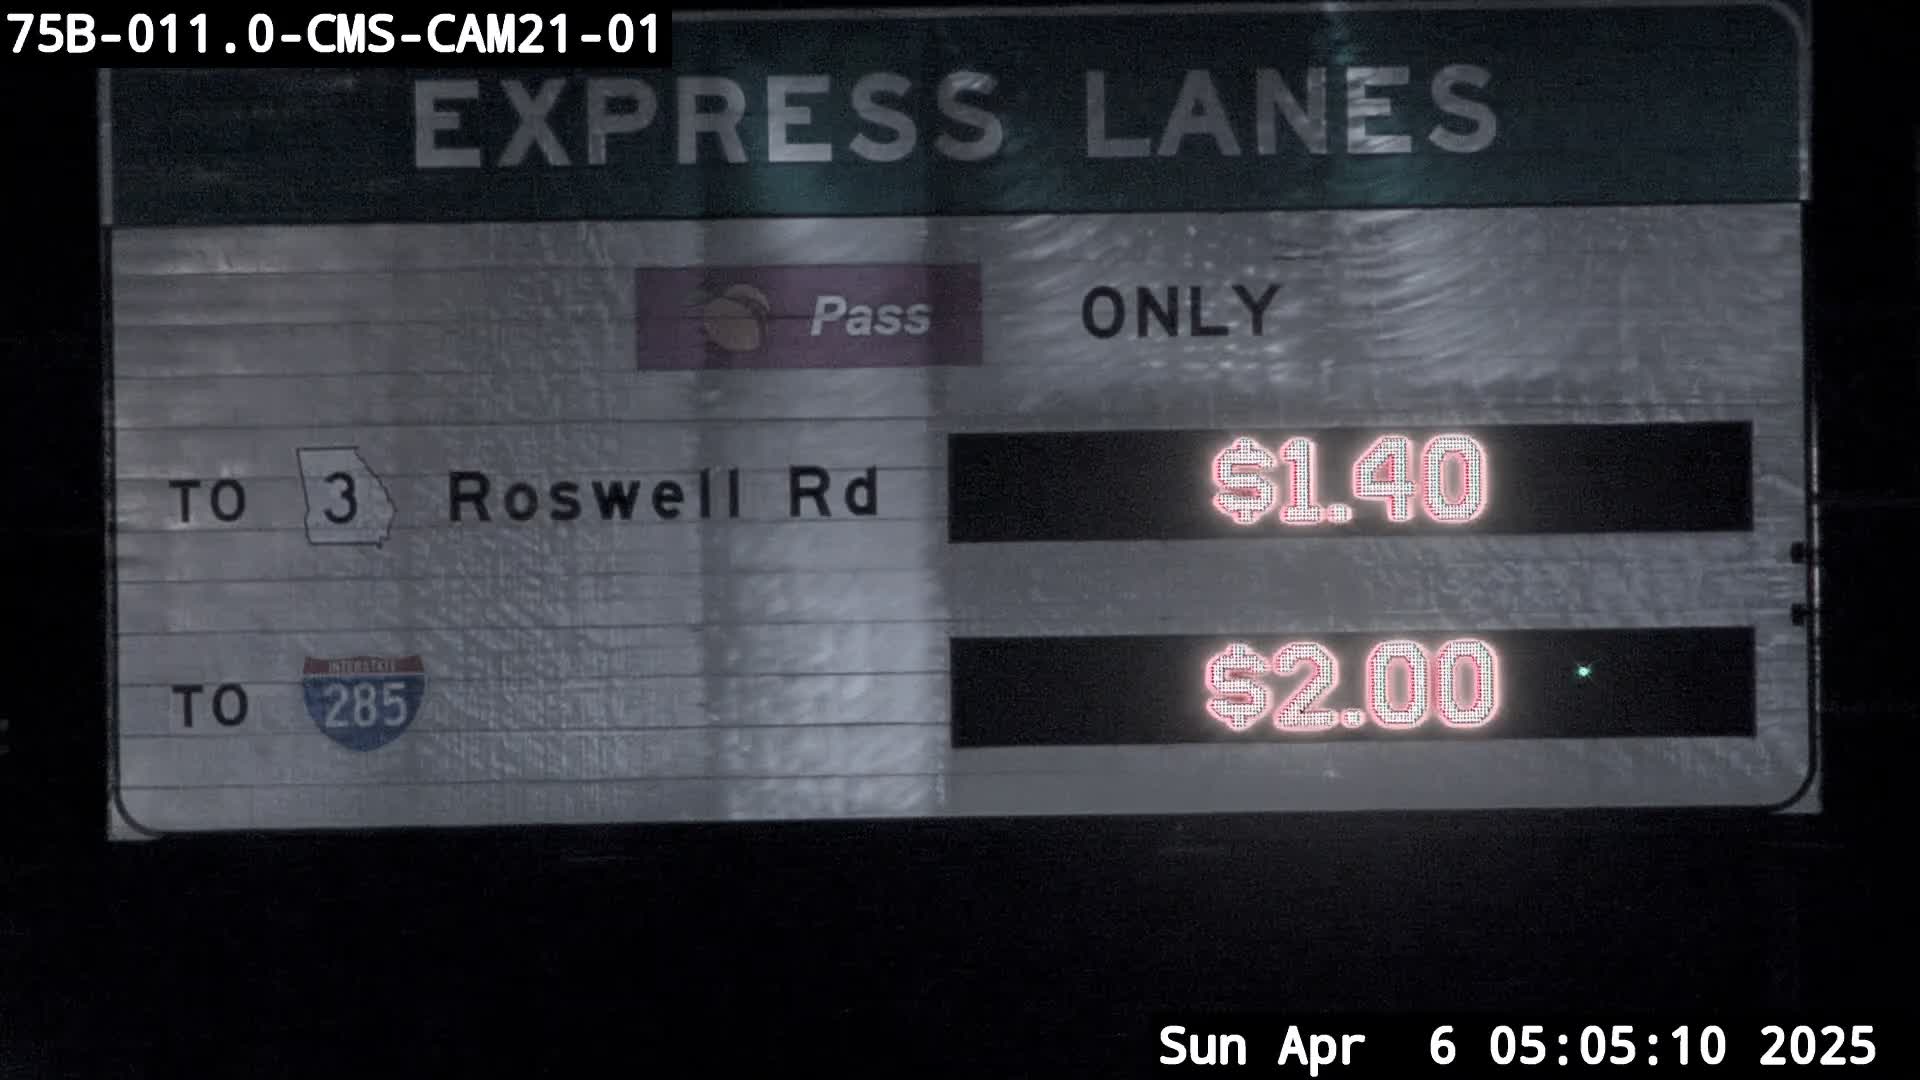 75B-011.0-CMS-CAM21-01
EXPRESS LANES
Pass ONLY
TO 3 Roswell Rd $1.40
INTERSTATE
TO 285 $2.00
Sun Apr 6 05:05:10 2025